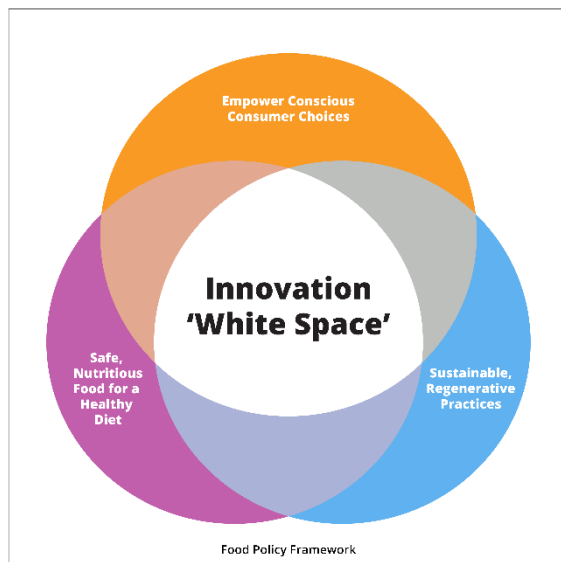 Empower Conscious
Consumer Choices
Innovation
‘White Space’
Safe,
Nutritious
Food for a
Healthy
Diet
Sustainable,
Regenerative
Practices
Food Policy Framework